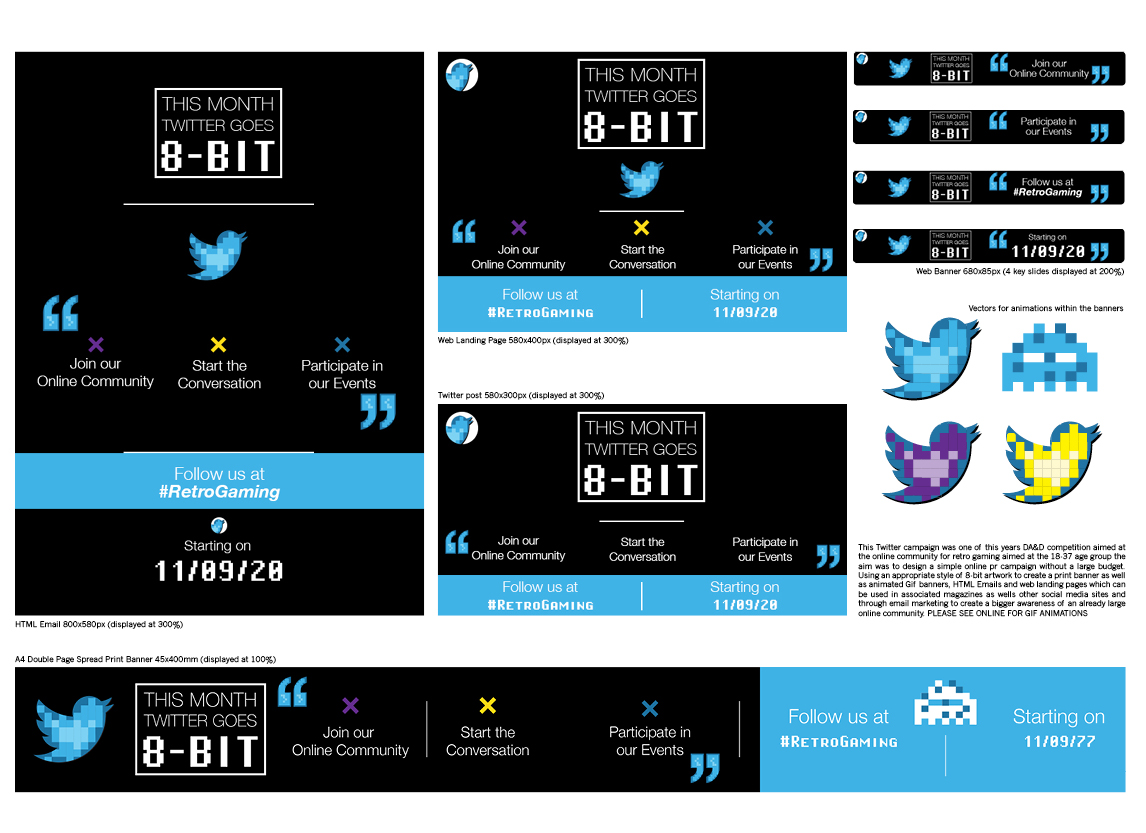 THIS MONTH
TWITTER GOES
8-BIT
Join our
Online Community
Start the
Conversation
Participate in
our Events
Follow us at
#RetroGaming
Starting on
11/09/20
HTML Email 800x580px (displayed at 300%)
THIS MONTH
TWITTER GOES
8-BIT
Join our
Online Community
Start the
Conversation
Participate in
our Events
Follow us at
#RETROGAMING
Starting on
11/09/20
Web Landing Page 580x400px (displayed at 300%)
Twitter post 580x300px (displayed at 300%)
THIS MONTH
TWITTER GOES
8-BIT
Join our
Online Community
Start the
Conversation
Participate in
our Events
Follow us at
#RETROGAMING
Starting on
11/09/20
THIS MONTH
TWITTER GOES
8-BIT
Join our
Online Community
THIS MONTH
TWITTER GOES
8-BIT
Participate in
our Events
THIS MONTH
TWITTER GOES
8-BIT
Follow us at
#RetroGaming
THIS MONTH
TWITTER GOES
8-BIT
Starting on
11/09/20
Web Banner 680x85px (4 key slides displayed at 200%)
Vectors for animations within the banners
This Twitter campaign was one of this years DA&D competition aimed at
the online community for retro gaming aimed at the 18-37 age group the
aim was to design a simple online pr campaign without a large budget.
Using an appropriate style of 8-bit artwork to create a print banner as well
as animated Gif banners, HTML Emails and web landing pages which can
be used in associated magazines as wells other social media sites and
through email marketing to create a bigger awareness of an already large
online community. PLEASE SEE ONLINE FOR GIF ANIMATIONS
A4 Double Page Spread Print Banner 45x400mm (displayed at 100%)
THIS MONTH
TWITTER GOES
8-BIT
Join our
Online Community
Start the
Conversation
Participate in
our Events
Follow us at
#RETROGAMING
Starting on
11/09/77